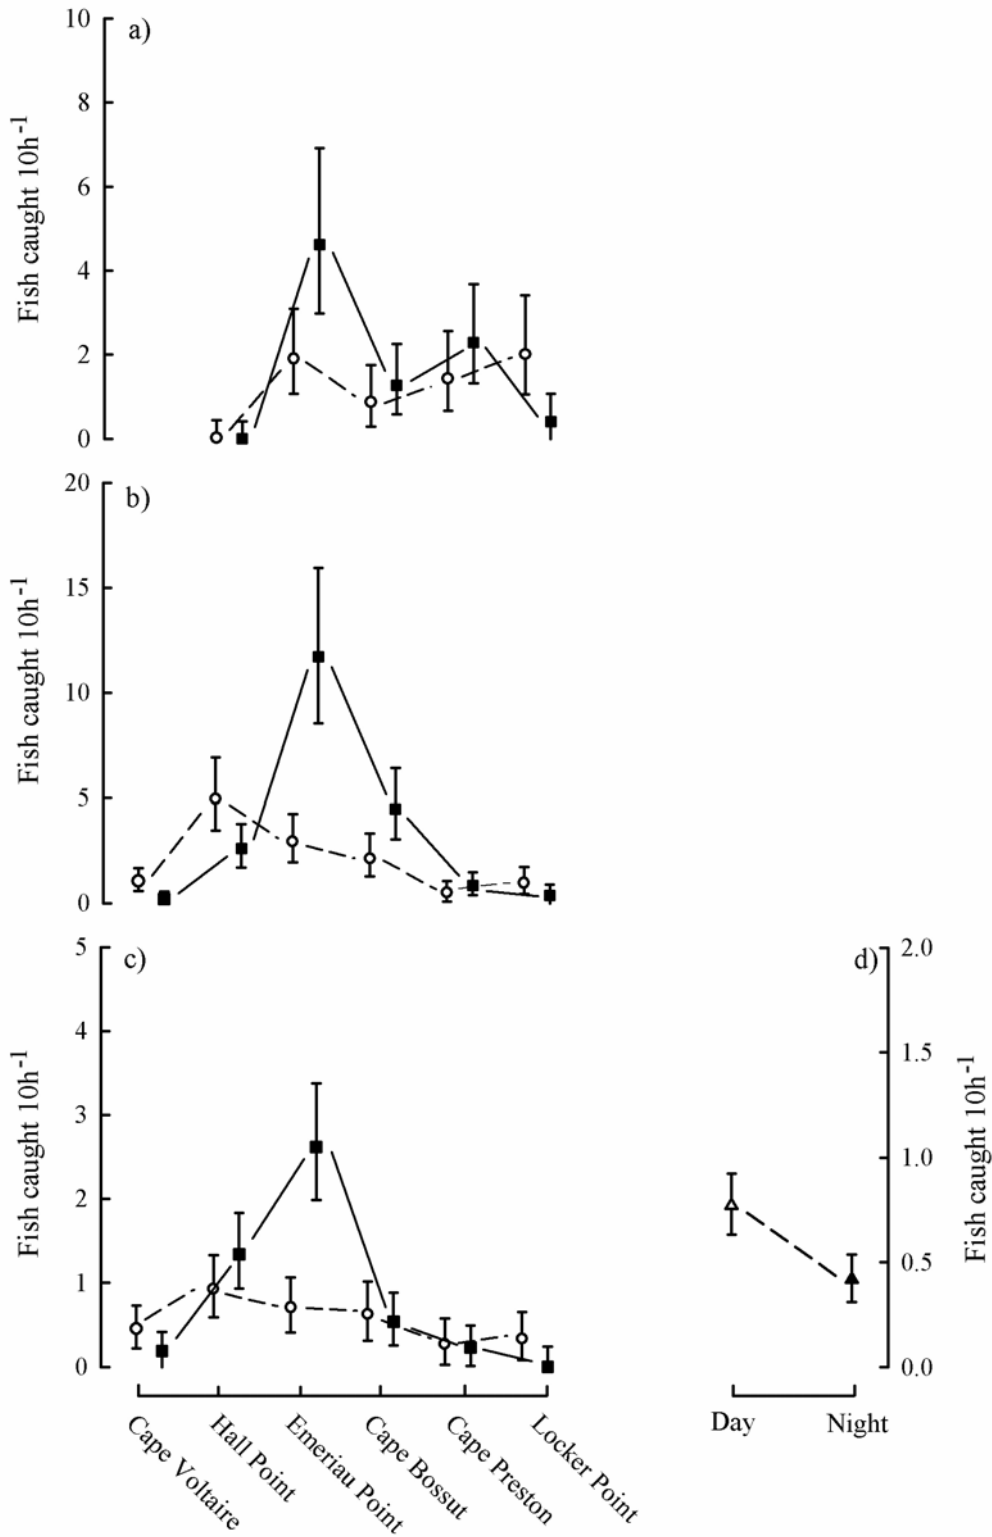 10
a)
8
6
4
2
0
Fish caught 10h⁻¹
20
b)
15
10
5
0
Fish caught 10h⁻¹
5
c)
4
3
2
1
0
Fish caught 10h⁻¹
d)
2.0
1.5
1.0
0.5
0.0
Fish caught 10h⁻¹
Cape Voltaire
Hall Point
Emeriau Point
Cape Bossut
Cape Preston
Locker Point
Day
Night